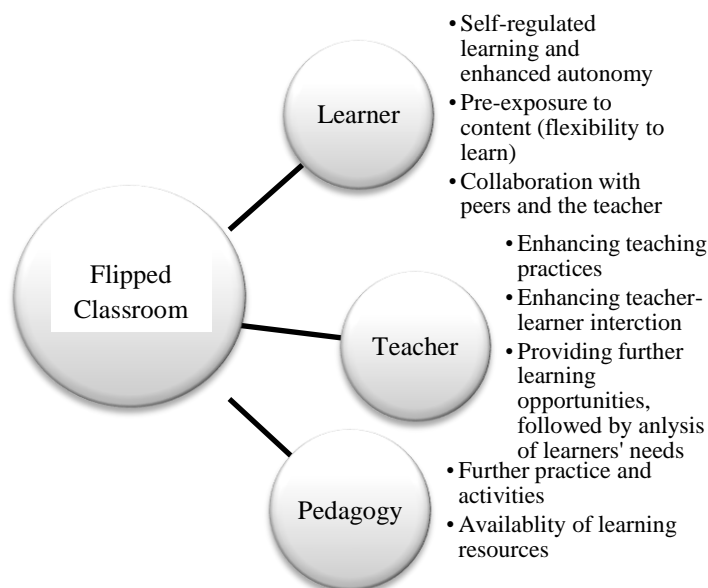 Flipped
Classroom
Learner
• Self-regulated
learning and
enhanced autonomy
• Pre-exposure to
content (flexibility to
learn)
• Collaboration with
peers and the teacher
Teacher
• Enhancing teaching
practices
• Enhancing teacher-
learner interction
• Providing further
learning
opportunities,
followed by anlysis
of learners' needs
Pedagogy
• Further practice and
activities
• Availablity of learning
resources